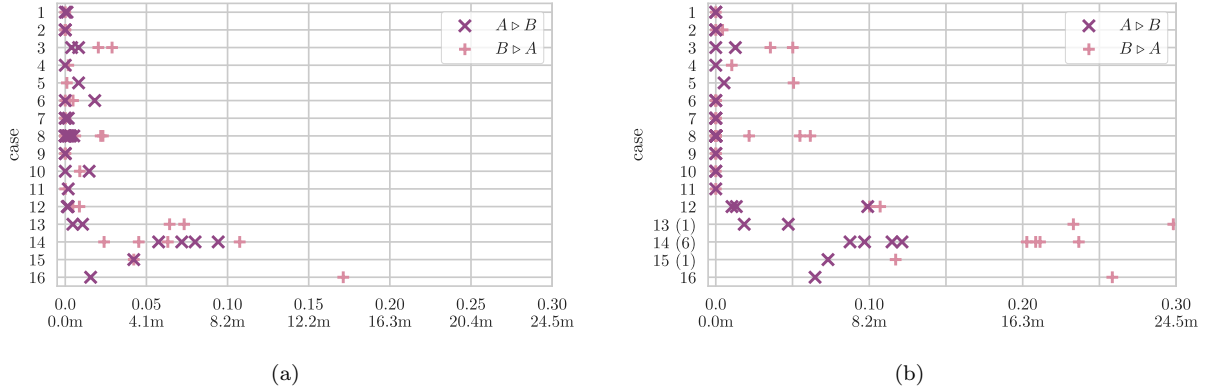 1
2
3
4
5
6
7
8
9
10
11
12
13
14
15
16
case
A ▹ B
B ▹ A
0.0 0.05 0.10 0.15 0.20 0.25 0.30
0.0m 4.1m 8.2m 12.2m 16.3m 20.4m 24.5m
(a)
1
2
3
4
5
6
7
8
9
10
11
12
13 (1)
14 (6)
15 (1)
16
case
A ▹ B
B ▹ A
0.0 0.10 0.20 0.30
0.0m 8.2m 16.3m 24.5m
(b)